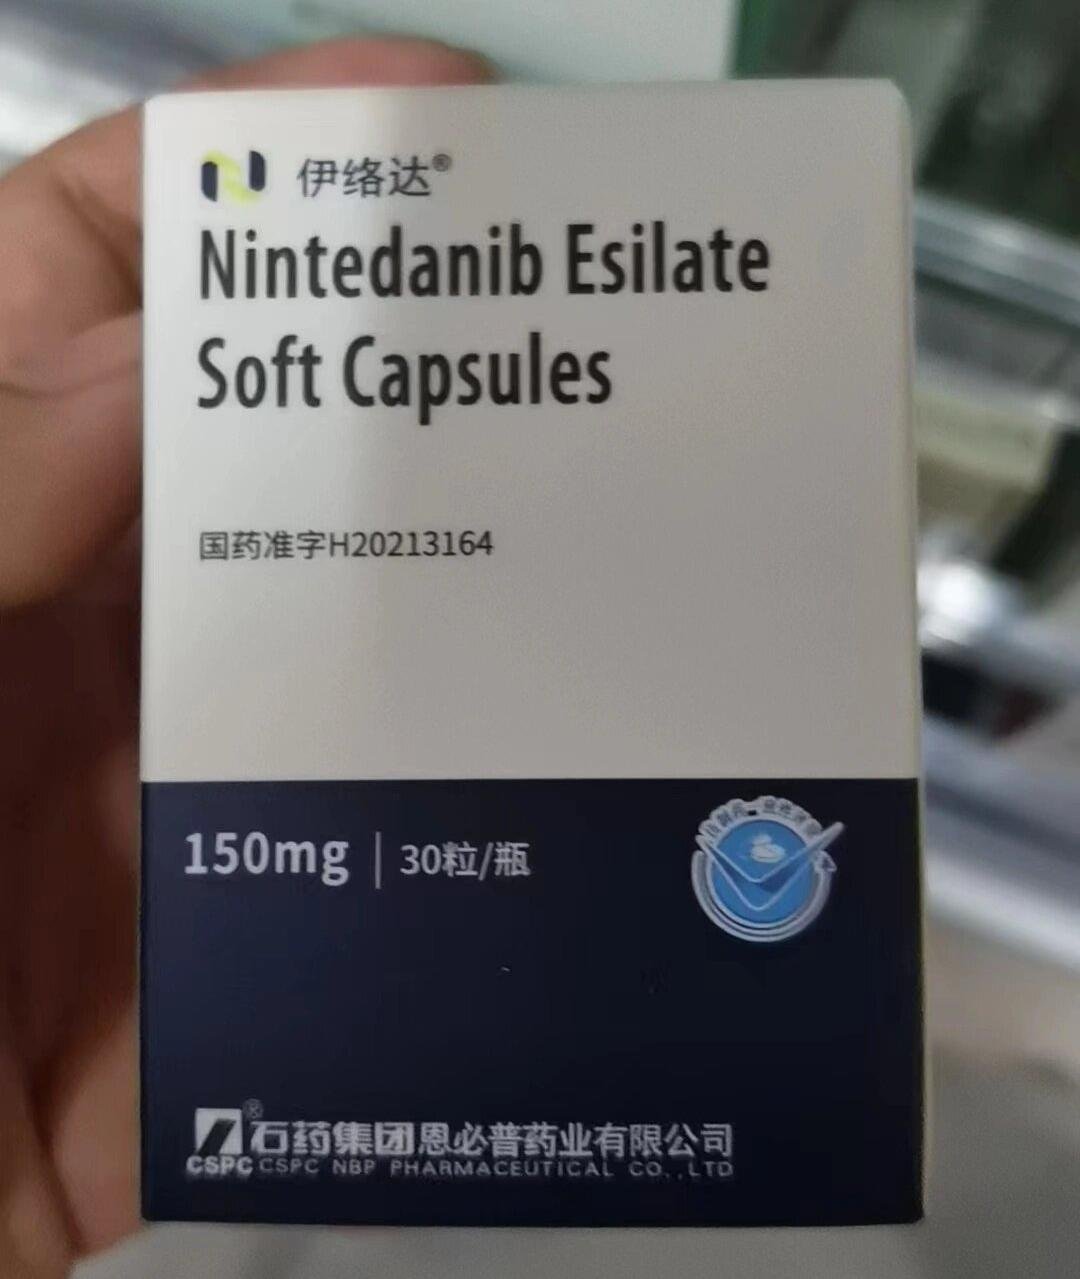 伊络达®
Nintedanib Esilate
Soft Capsules
国药准字H20213164
150mg | 30粒/瓶
石药集团恩必普药业有限公司
CSPC CSPC NBP PHARMACEUTICAL CO.,LTD